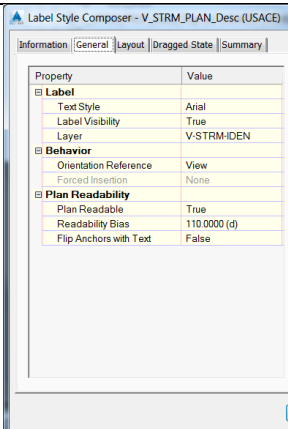 Label Style Composer - V_STRM_PLAN_Desc (USACE)
Information General Layout Dragged State Summary
Property Value
Label
Text Style Arial
Label Visibility True
Layer V-STRM-IDEN
Behavior
Orientation Reference View
Forced Insertion None
Plan Readability
Plan Readable True
Readability Bias 110.0000 (d)
Flip Anchors with Text False